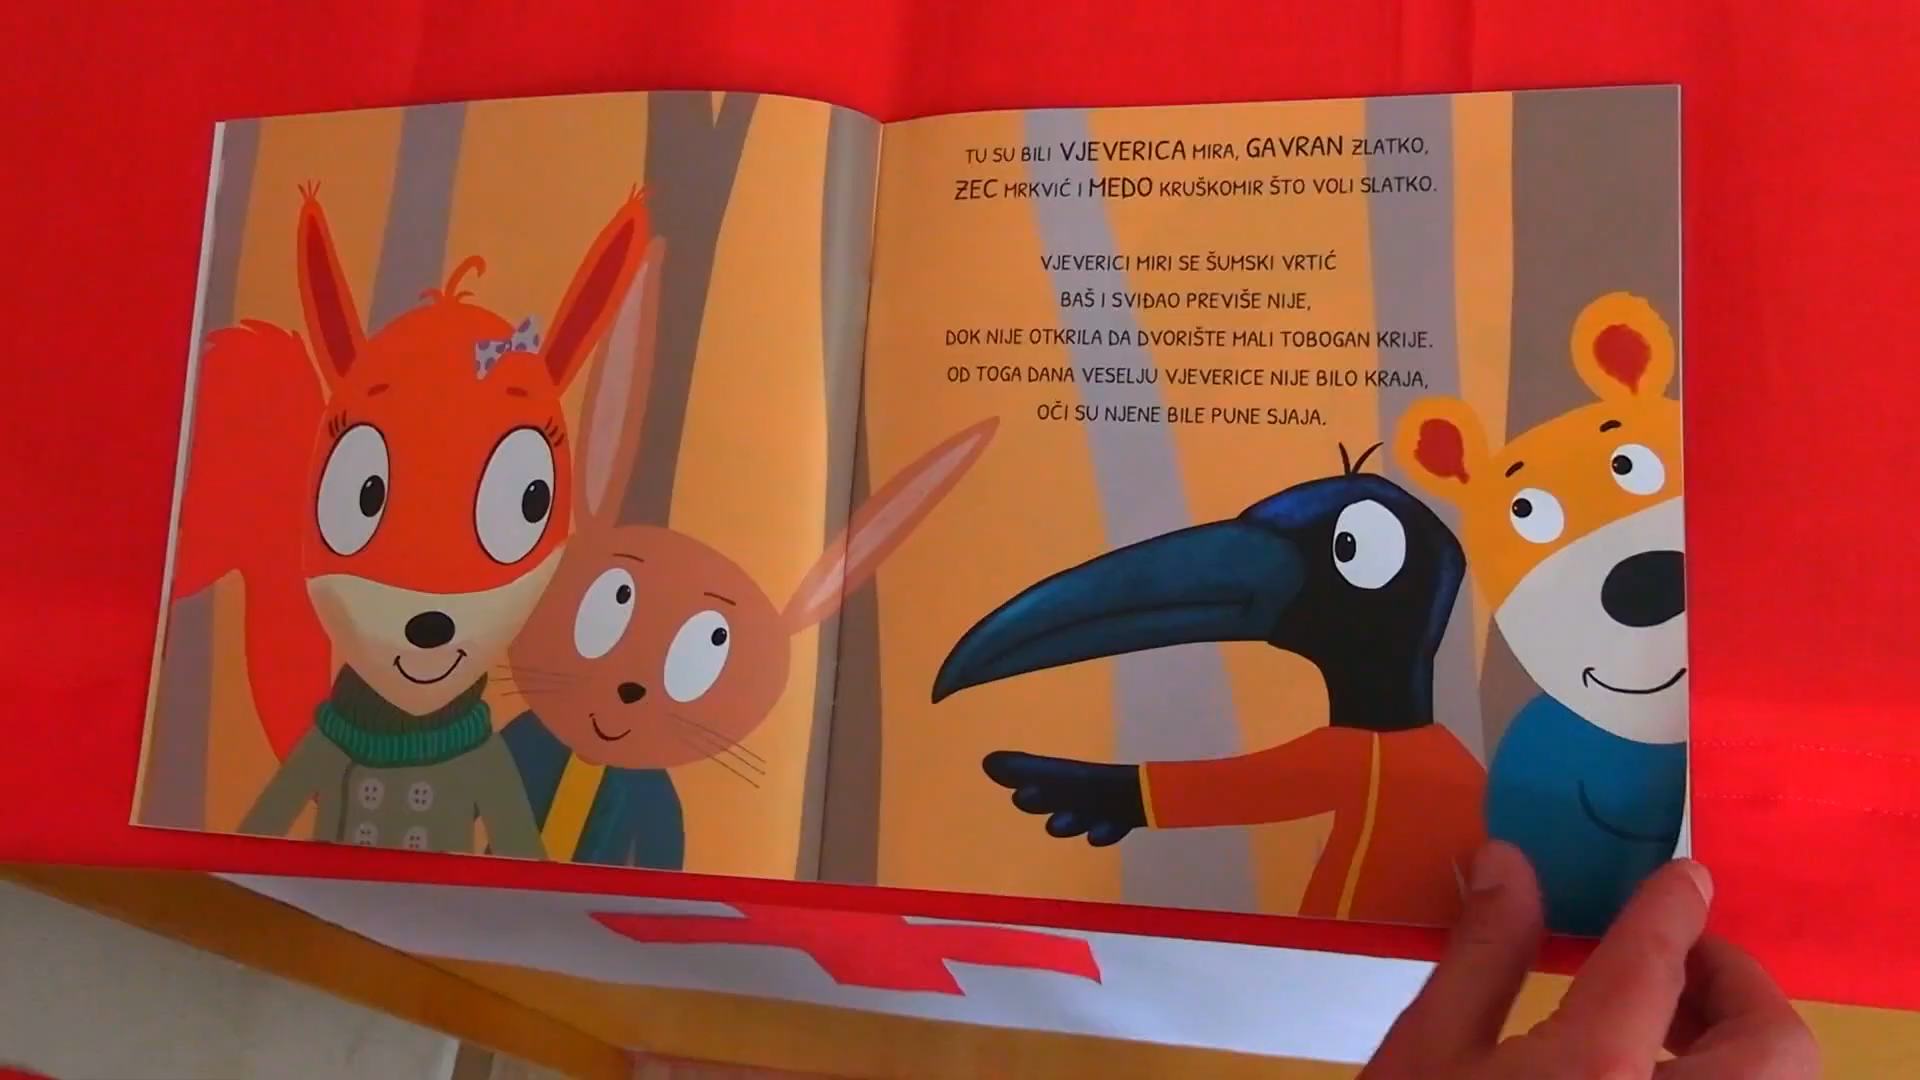 TU SU BILI VJEVERICA MIRA, GAVRAN ZLATKO,
ZEC MRKVIĆ I MEDO KRUŠKOMIR ŠTO VOLI SLATKO.
VJEVERICI MIRI SE ŠUMSKI VRTIĆ
BAŠ I SVIĐAO PREVIŠE NIJE,
DOK NIJE OTKRILA DA DVORIŠTE MALI TOBOGAN KRIJE.
OD TOGA DANA VESELJU VJEVERICE NIJE BILO KRAJA,
OČI SU NJENE BILE PUNE SJAJA.